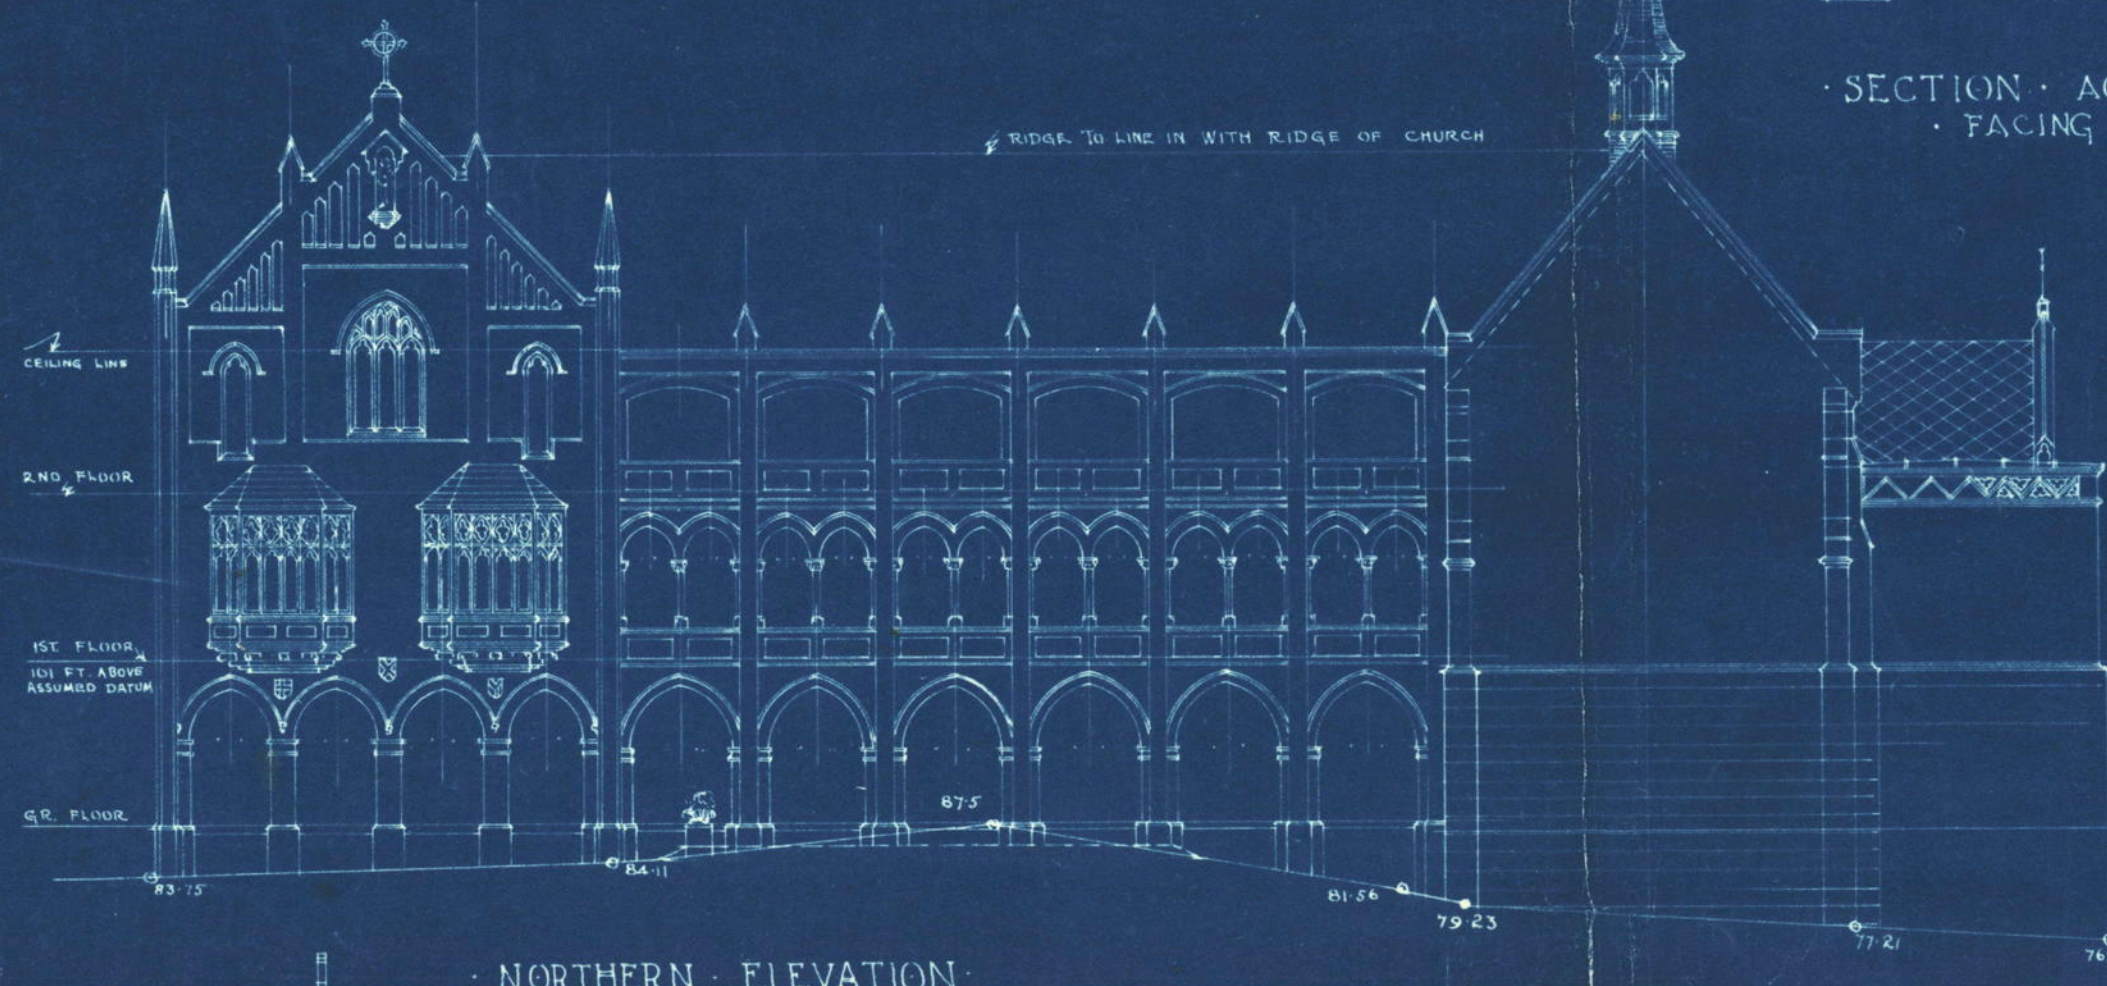 · SECTION · 
· FACING
RIDGE TO LINE IN WITH RIDGE OF CHURCH
CEILING LINE
2ND FLOOR
1ST FLOOR
101 FT. ABOVE
ASSUMED DATUM
GR. FLOOR
87·5
83·75
84·11
81·56
79·23
77·21
76
· NORTHERN · ELEVATION ·